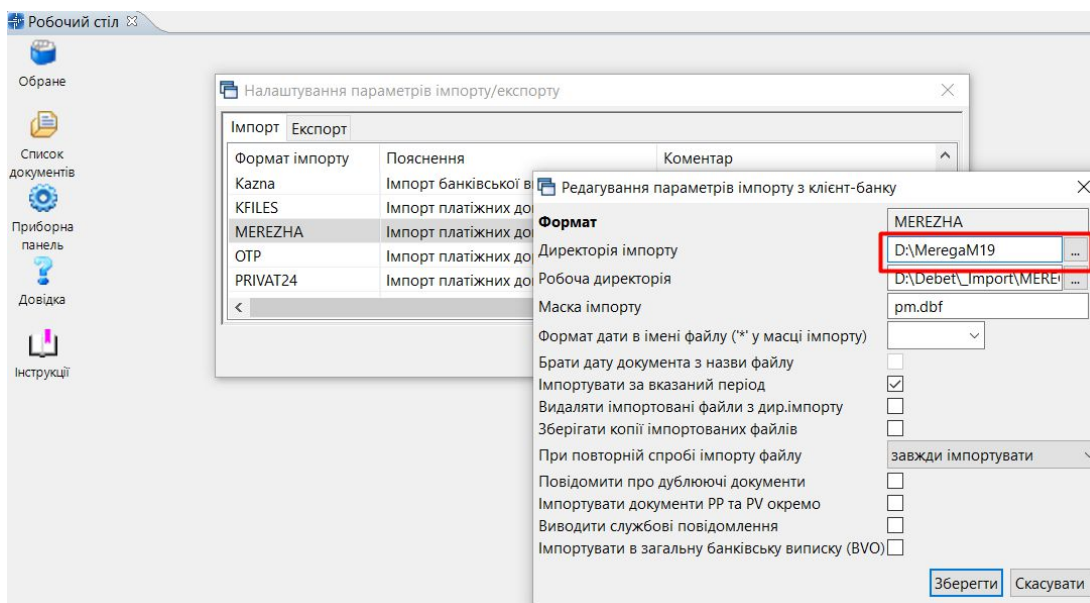 Робочий стіл
Обране
Список
документів
Приборна
панель
Довідка
Інструкції
Налаштування параметрів імпорту/експорту
Імпорт Експорт
Формат імпорту Пояснення Коментар
Kazna Імпорт банківської
KFILES Імпорт платіжних
MEREZHA Імпорт платіжних
OTP Імпорт платіжних
PRIVAT24 Імпорт платіжних
Редагування параметрів імпорту з клієнт-банку
Формат MEREZHA
Директорія імпорту D:\MeregaM19 ...
Робоча директорія D:\Debet\_Import\MERE ...
Маска імпорту pm.dbf
Формат дати в імені файлу ('*' у масці імпорту)
Брати дату документа з назви файлу
Імпортувати за вказаний період
Видаляти імпортовані файли з дир.імпорту
Зберігати копії імпортованих файлів
При повторній спробі імпорту файлу завжди імпортувати
Повідомити про дублюючі документи
Імпортувати документи PP та PV окремо
Виводити службові повідомлення
Імпортувати в загальну банківську виписку (BVO)
Зберегти Скасувати